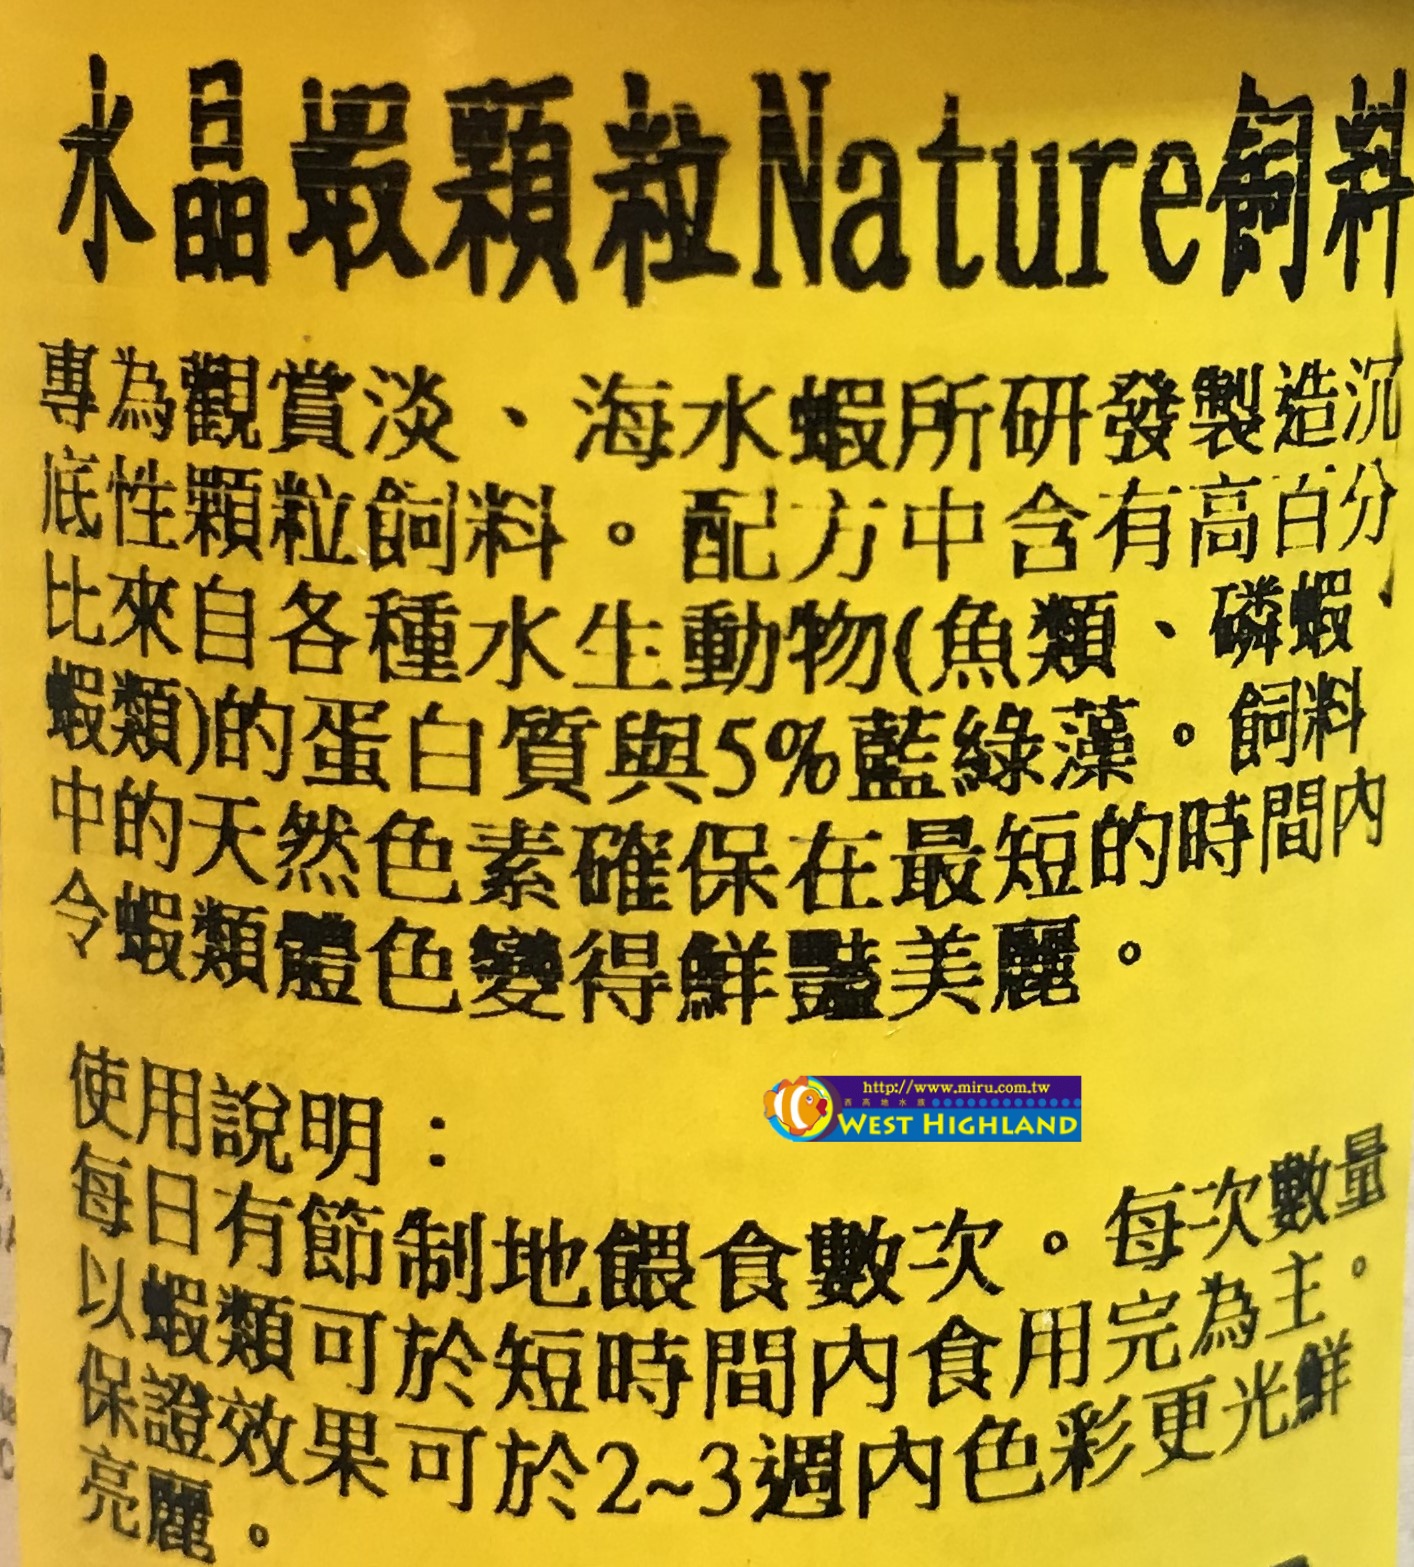 水晶蝦顆粒Nature飼料
專為觀賞淡、海水蝦所研發製造沉
底性顆粒飼料。配方中含有高百分
比來自各種水生動物(魚類、磷蝦、
蝦類)的蛋白質與5%藍綠藻。飼料
中的天然色素確保在最短的時間內
令蝦類體色變得鮮豔美麗。
使用說明：
http://www.miru.com.tw
西高地水族
WEST HIGHLAND
每日有節制地餵食數次。每次數量
以蝦類可於短時間內食用完為主。
保證效果可於2~3週內色彩更光鮮
亮麗。